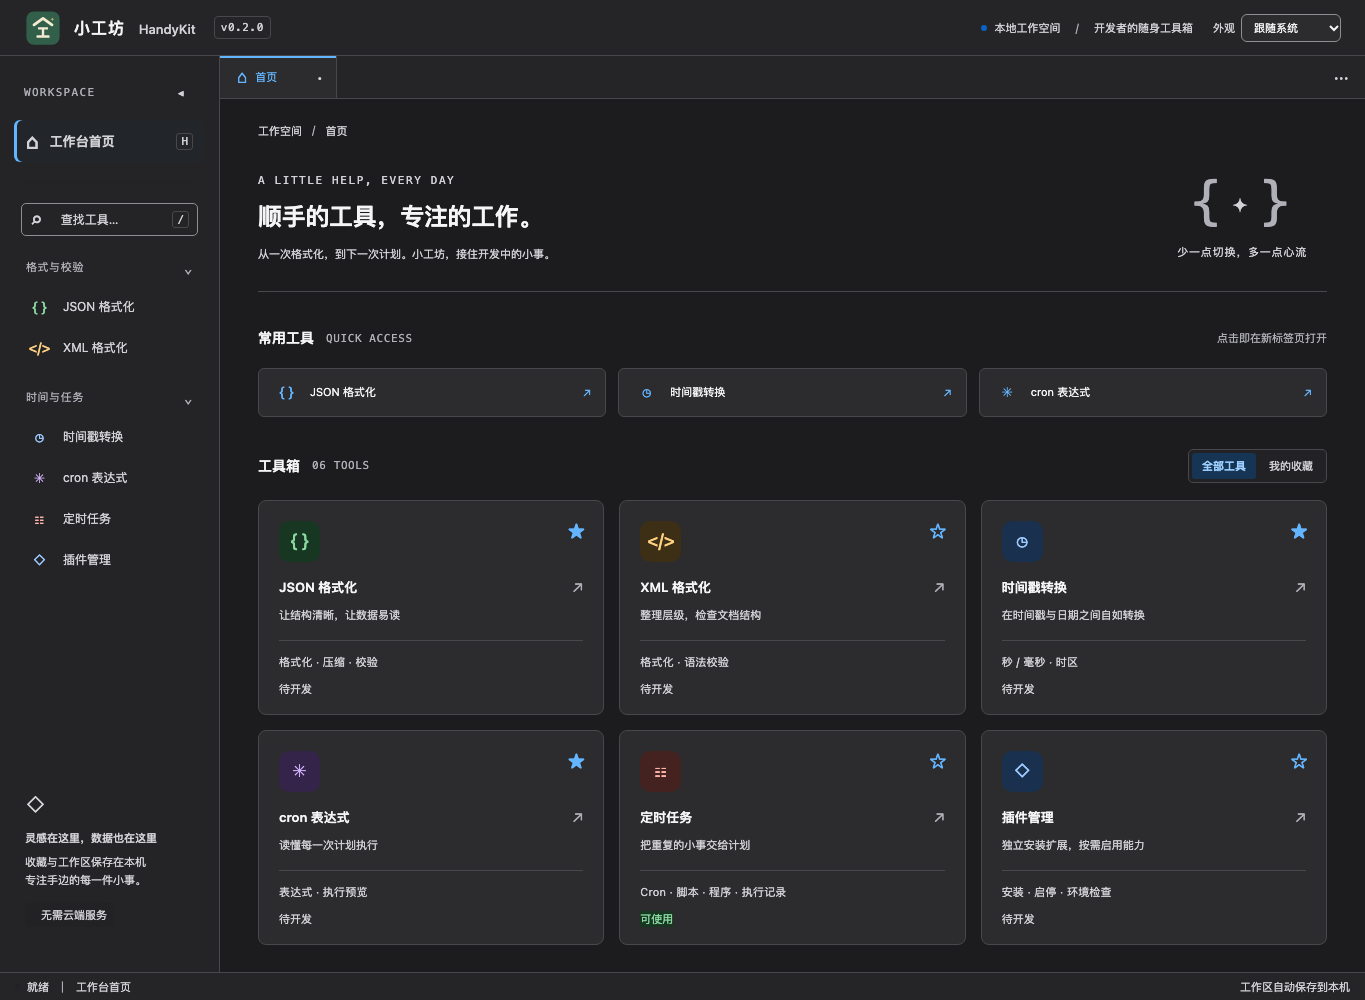 小工坊 HandyKit v0.2.0
本地工作空间 / 开发者的随身工具箱 外观 跟随系统
WORKSPACE
工作台首页 H
查找工具... /
格式与校验
{ } JSON 格式化
</> XML 格式化
时间与任务
时间戳转换
cron 表达式
定时任务
插件管理
灵感在这里，数据也在这里
收藏与工作区保存在本机
专注手边的每一件小事。
无需云端服务
首页
工作空间 / 首页
A LITTLE HELP, EVERY DAY
顺手的工具，专注的工作。
从一次格式化，到下一次计划。小工坊，接住开发中的小事。
{ ✦ }
少一点切换，多一点心流
常用工具 QUICK ACCESS
点击即在新标签页打开
{ } JSON 格式化
时间戳转换
cron 表达式
工具箱 06 TOOLS
全部工具 我的收藏
{ }
JSON 格式化
让结构清晰，让数据易读
格式化 · 压缩 · 校验
待开发
</>
XML 格式化
整理层级，检查文档结构
格式化 · 语法校验
待开发
时间戳转换
在时间戳与日期之间自如转换
秒 / 毫秒 · 时区
待开发
cron 表达式
读懂每一次计划执行
表达式 · 执行预览
待开发
定时任务
把重复的小事交给计划
Cron · 脚本 · 程序 · 执行记录
可使用
插件管理
独立安装扩展，按需启用能力
安装 · 启停 · 环境检查
待开发
就绪 | 工作台首页
工作区自动保存到本机